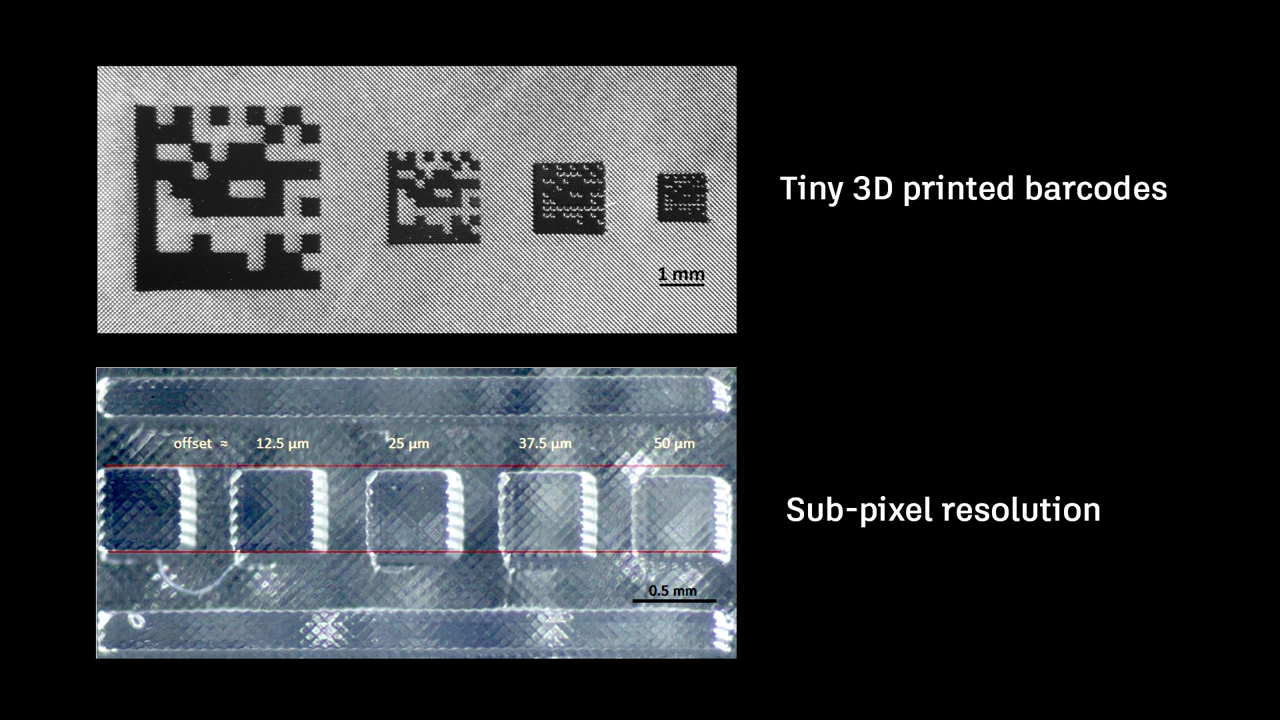 Tiny 3D printed barcodes
1 mm
offset ≈ 12.5 µm 25 µm 37.5 µm 50 µm
Sub-pixel resolution
0.5 mm